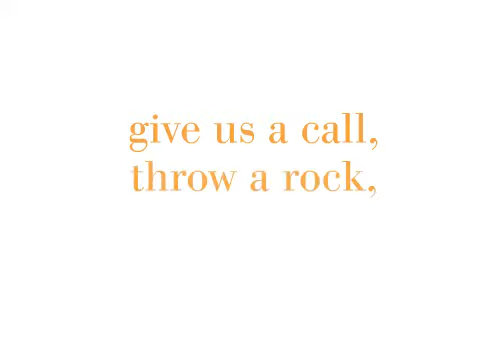 give us a call,
throw a rock,